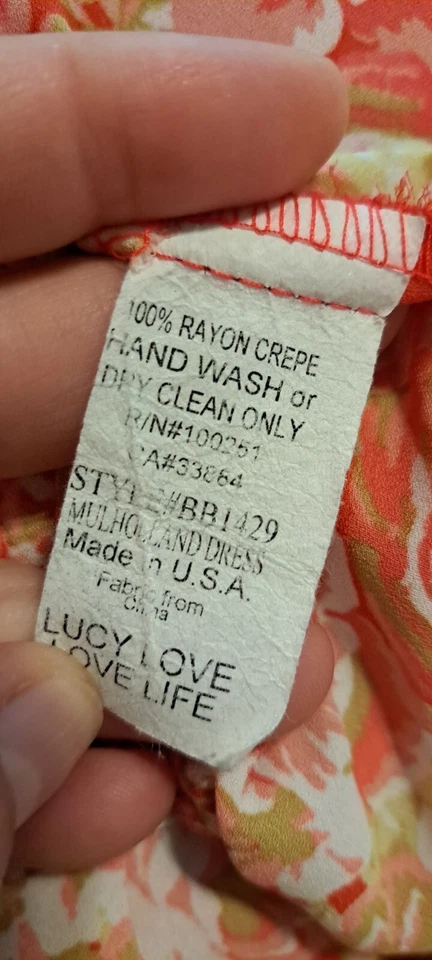 100% RAYON CREPE
HAND WASH or
DRY CLEAN ONLY
R/N#100251
CA#33864
STYLE#BB1429
MULHOLLAND DRESS
Made in U.S.A.
Fabric from
China
LUCY LOVE
LOVE LIFE